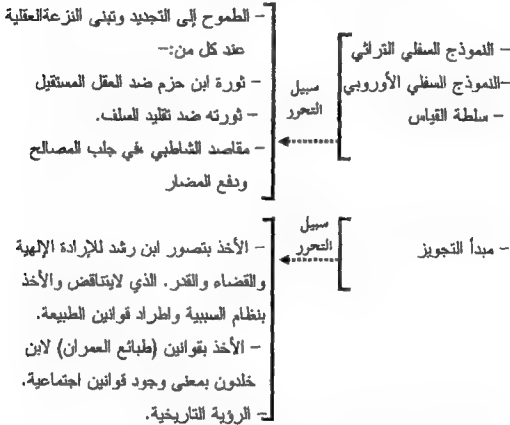 – النموذج السلفي التراثي
–النموذج السلفي الأوروبي
– سلطة القياس
سبيل
التحرر
– الطموح إلى التجديد وتبنى النزعةالعقلية
عند كل من:–
– ثورة ابن حزم ضد العقل المستقيل
– ثورته ضد تقليد السلف.
– مقاصد الشاطبي في جلب المصالح
ودفع المضار
– مبدأ التجويز
سبيل
التحرر
– الأخذ بتصور ابن رشد للإرادة الإلهية
والقضاء والقدر. الذي لايتناقض والأخذ
بنظام السببية واطراد قوانين الطبيعة.
– الأخذ بقوانين (طبائع العمران) لابن
خلدون بمعنى وجود قوانين اجتماعية.
– الرؤية التاريخية.